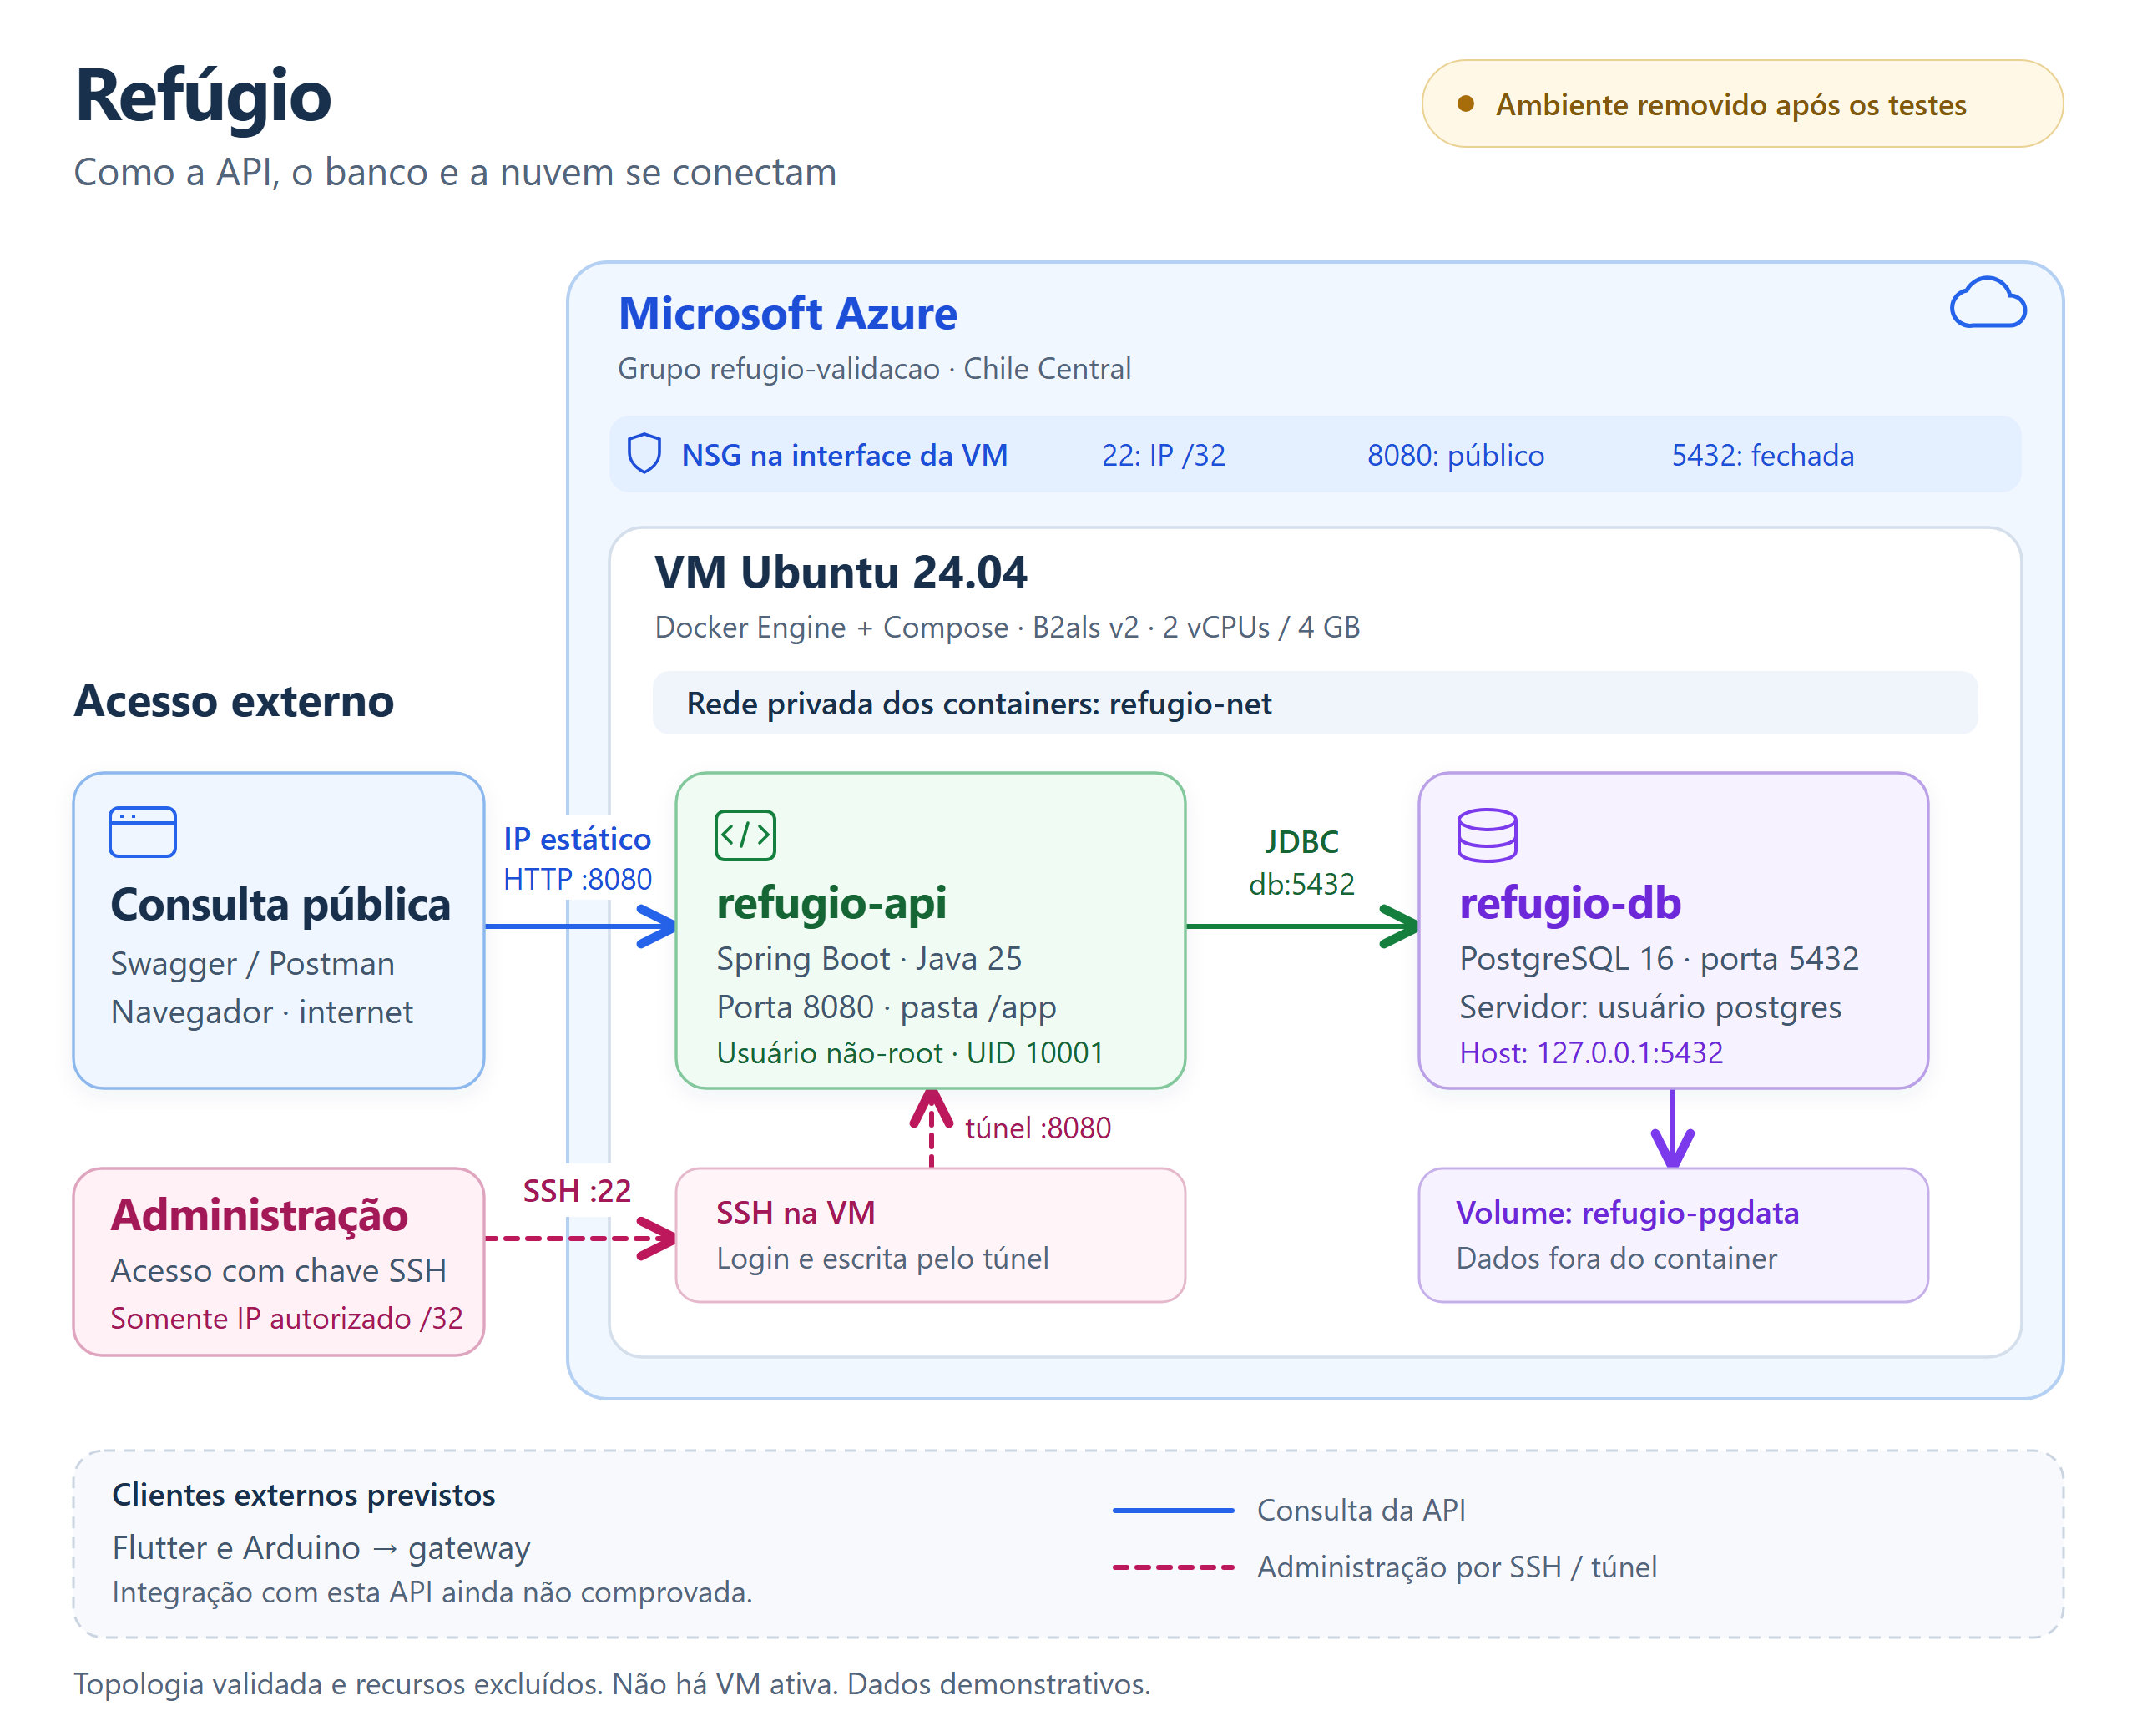 Refúgio
Como a API, o banco e a nuvem se conectam
Ambiente removido após os testes
Microsoft Azure
Grupo refugio-validacao · Chile Central
NSG na interface da VM
22: IP /32
8080: público
5432: fechada
VM Ubuntu 24.04
Docker Engine + Compose · B2als v2 · 2 vCPUs / 4 GB
Rede privada dos containers: refugio-net
Acesso externo
Consulta pública
Swagger / Postman
Navegador · internet
IP estático
HTTP :8080
refugio-api
Spring Boot · Java 25
Porta 8080 · pasta /app
Usuário não-root · UID 10001
JDBC
db:5432
refugio-db
PostgreSQL 16 · porta 5432
Servidor: usuário postgres
Host: 127.0.0.1:5432
túnel :8080
Administração
Acesso com chave SSH
Somente IP autorizado /32
SSH :22
SSH na VM
Login e escrita pelo túnel
Volume: refugio-pgdata
Dados fora do container
Clientes externos previstos
Flutter e Arduino → gateway
Integração com esta API ainda não comprovada.
Consulta da API
Administração por SSH / túnel
Topologia validada e recursos excluídos. Não há VM ativa. Dados demonstrativos.